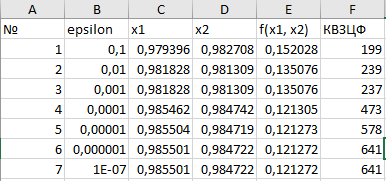 A B C D E F
№ epsilon x1 x2 f(x1, x2) КВЗЦФ
1 0,1 0,979396 0,982708 0,152028 199
2 0,01 0,981828 0,981309 0,135076 239
3 0,001 0,981828 0,981309 0,135076 237
4 0,0001 0,985462 0,984742 0,121305 473
5 0,00001 0,985504 0,984719 0,121273 578
6 0,000001 0,985501 0,984722 0,121272 641
7 1E-07 0,985501 0,984722 0,121272 641